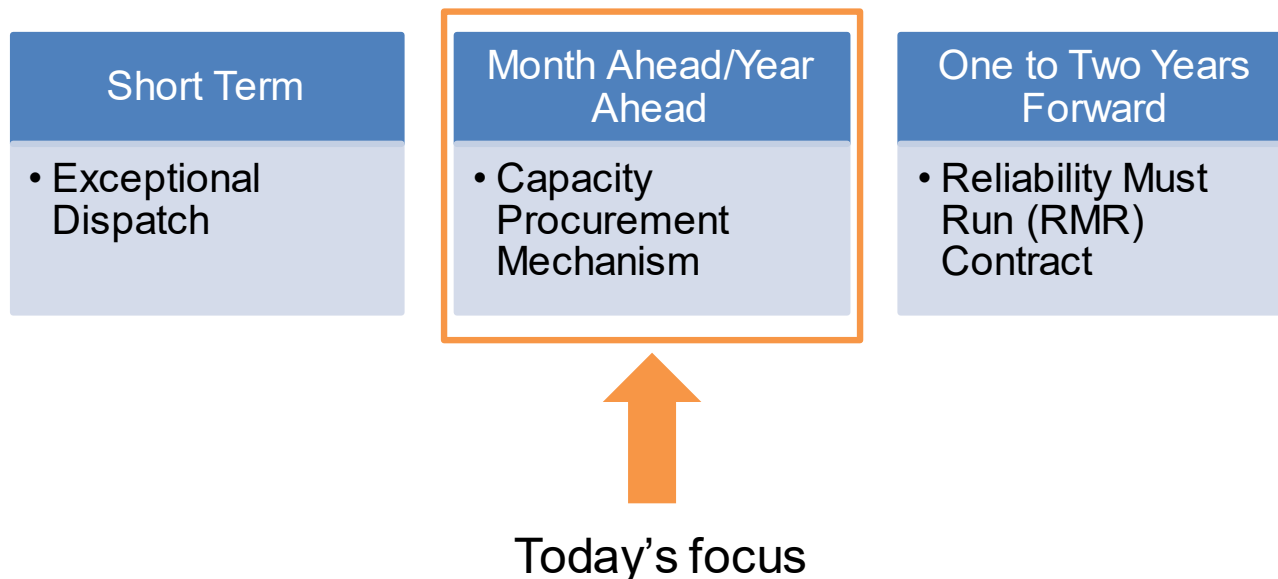 Short Term
• Exceptional
Dispatch
Month Ahead/Year
Ahead
• Capacity
Procurement
Mechanism
One to Two Years
Forward
• Reliability Must
Run (RMR)
Contract
Today’s focus